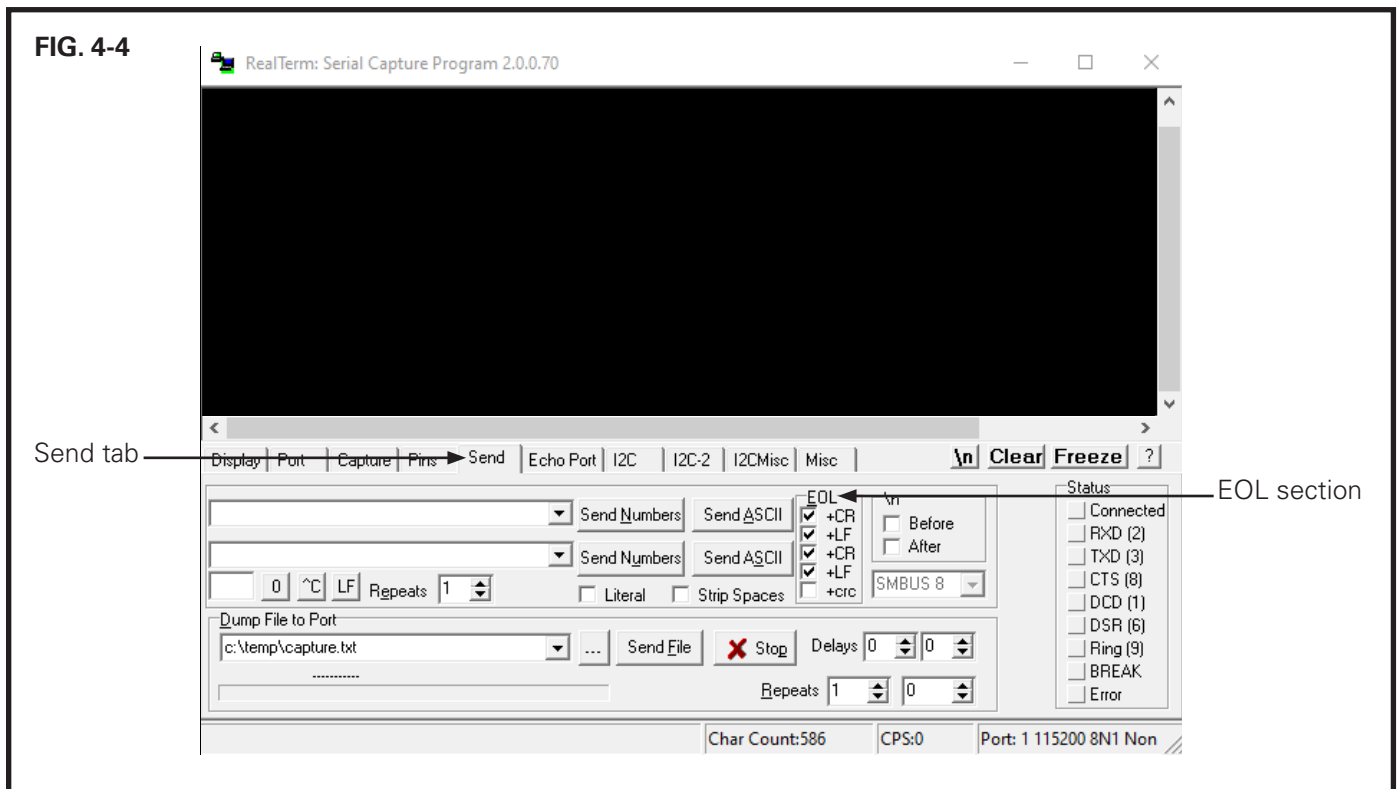 FIG. 4-4
RealTerm: Serial Capture Program 2.0.0.70
Send tab
Display Port Capture Pins Send Echo Port I2C I2C-2 I2CMisc Misc \n Clear Freeze ?
EOL section
EOL \n Status
Send Numbers Send ASCII +CR Before Connected
+LF After RXD (2)
Send Numbers Send ASCII +CR TXD (3)
+LF SMBUS 8 CTS (8)
0 ^C LF Repeats 1 Literal Strip Spaces +crc DCD (1)
Dump File to Port DSR (6)
c:\temp\capture.txt ... Send File Stop Delays 0 0 Ring (9)
----------- BREAK
Repeats 1 0 Error
Char Count:586 CPS:0 Port: 1 115200 8N1 Non